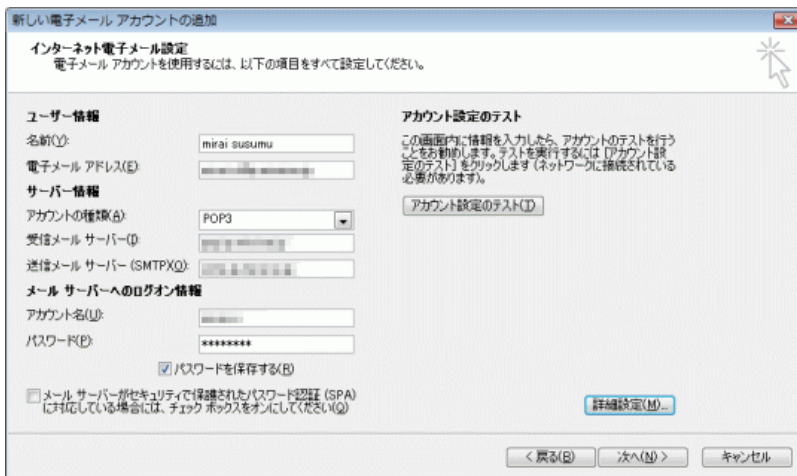 新しい電子メール アカウントの追加
インターネット電子メール設定
電子メール アカウントを使用するには、以下の項目をすべて設定してください。
ユーザー情報
名前(Y):
mirai susumu
電子メール アドレス(E):
サーバー情報
アカウントの種類(A):
POP3
受信メール サーバー(I):
送信メール サーバー (SMTP)(O):
メール サーバーへのログオン情報
アカウント名(U):
パスワード(P):
********
パスワードを保存する(R)
メール サーバーがセキュリティで保護されたパスワード認証 (SPA)
に対応している場合には、チェック ボックスをオンにしてください(Q)
アカウント設定のテスト
この画面内に情報を入力したら、アカウントのテストを行う
ことをお勧めします。テストを実行するには [アカウント設
定のテスト] をクリックします (ネットワークに接続されている
必要があります)。
アカウント設定のテスト(T)
詳細設定(M)...
< 戻る(B)
次へ(N) >
キャンセル